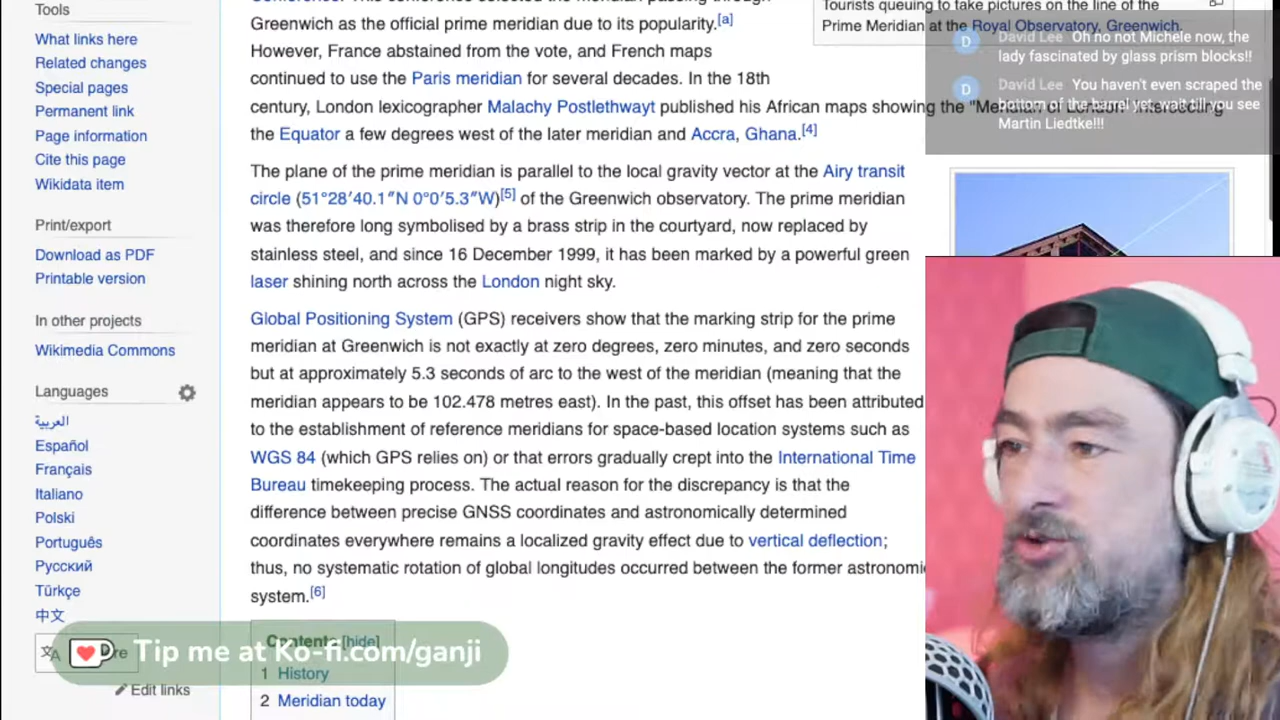 Tools
What links here
Related changes
Special pages
Permanent link
Page information
Cite this page
Wikidata item
Print/export
Download as PDF
Printable version
In other projects
Wikimedia Commons
Languages
العربية
Español
Français
Italiano
Polski
Português
Русский
Türkçe
中文
Edit links
Conference. This conference selected the meridian passing through
Greenwich as the official prime meridian due to its popularity.[a]
However, France abstained from the vote, and French maps
continued to use the Paris meridian for several decades. In the 18th
century, London lexicographer Malachy Postlethwayt published his African maps showing the "Meridian of London" intersecting
the Equator a few degrees west of the later meridian and Accra, Ghana.[4]
The plane of the prime meridian is parallel to the local gravity vector at the Airy transit
circle (51°28′40.1″N 0°0′5.3″W)[5] of the Greenwich observatory. The prime meridian
was therefore long symbolised by a brass strip in the courtyard, now replaced by
stainless steel, and since 16 December 1999, it has been marked by a powerful green
laser shining north across the London night sky.
Global Positioning System (GPS) receivers show that the marking strip for the prime
meridian at Greenwich is not exactly at zero degrees, zero minutes, and zero seconds
but at approximately 5.3 seconds of arc to the west of the meridian (meaning that the
meridian appears to be 102.478 metres east). In the past, this offset has been attributed
to the establishment of reference meridians for space-based location systems such as
WGS 84 (which GPS relies on) or that errors gradually crept into the International Time
Bureau timekeeping process. The actual reason for the discrepancy is that the
difference between precise GNSS coordinates and astronomically determined
coordinates everywhere remains a localized gravity effect due to vertical deflection;
thus, no systematic rotation of global longitudes occurred between the former astronomi
system.[6]
Contents [hide]
1 History
2 Meridian today
Tourists queuing to take pictures on the line of the
Prime Meridian at the Royal Observatory, Greenwich.
D David Lee Oh no not Michele now, the
lady fascinated by glass prism blocks!!
D David Lee You haven't even scraped the
bottom of the barrel yet, wait till you see
Martin Liedtke!!!
Tip me at Ko-fi.com/ganji